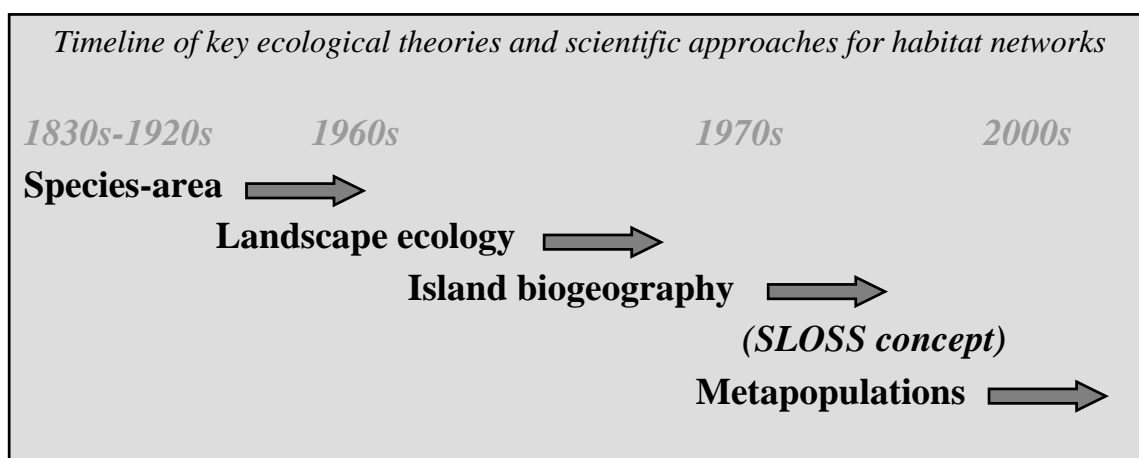 Timeline of key ecological theories and scientific approaches for habitat networks
1830s-1920s 1960s 1970s 2000s
Species-area
Landscape ecology
Island biogeography
(SLOSS concept)
Metapopulations